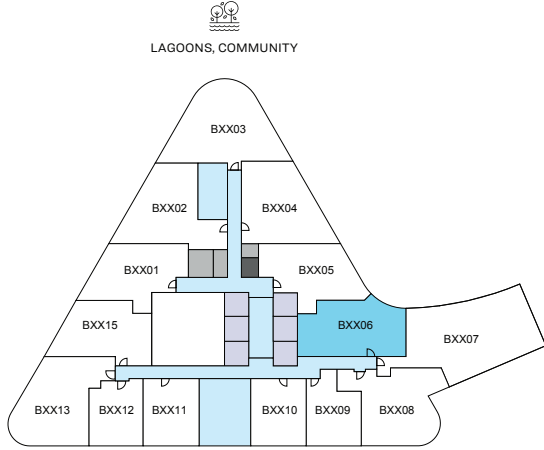 LAGOONS, COMMUNITY
BXX03
BXX02
BXX04
BXX01
BXX05
BXX15
BXX06
BXX07
BXX13
BXX12
BXX11
BXX10
BXX09
BXX08